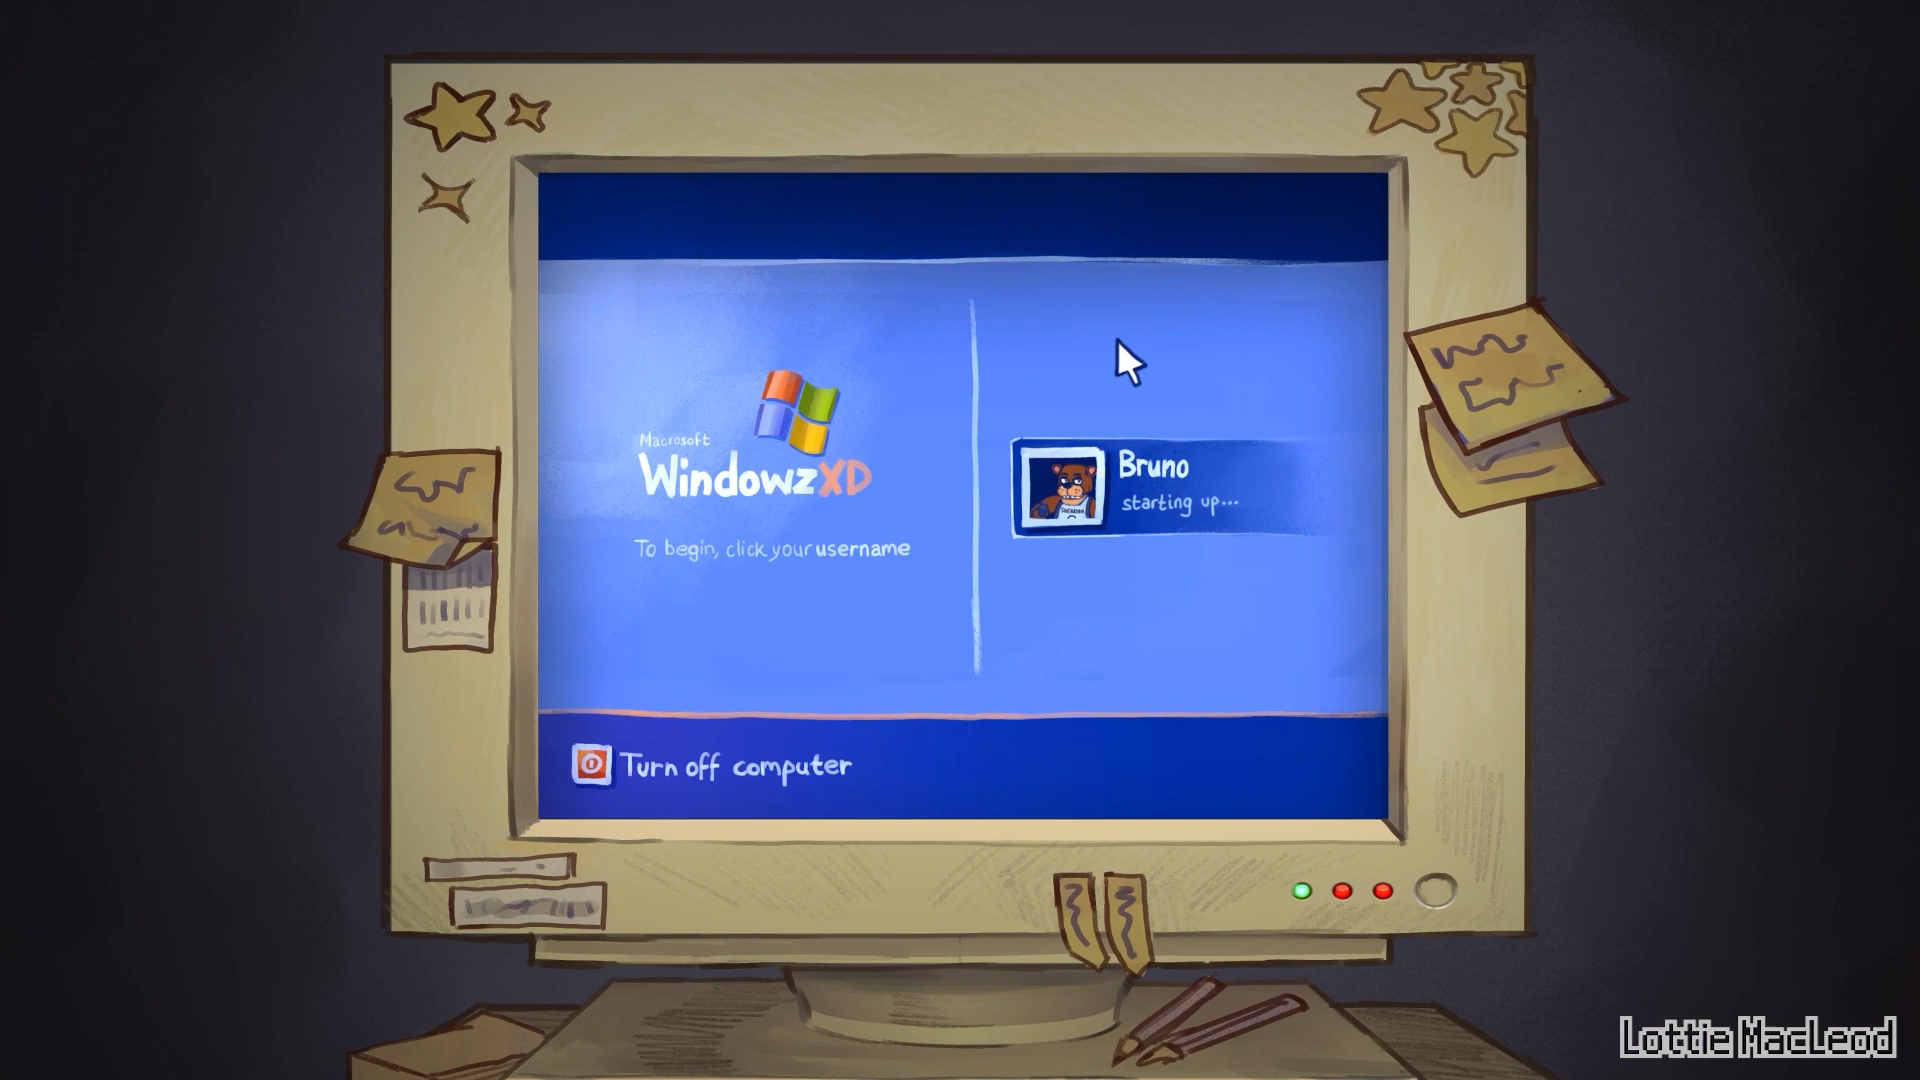 Macrosoft
WindowzXD
To begin, click your username
Bruno
starting up...
Turn off computer
Lottie MacLeod